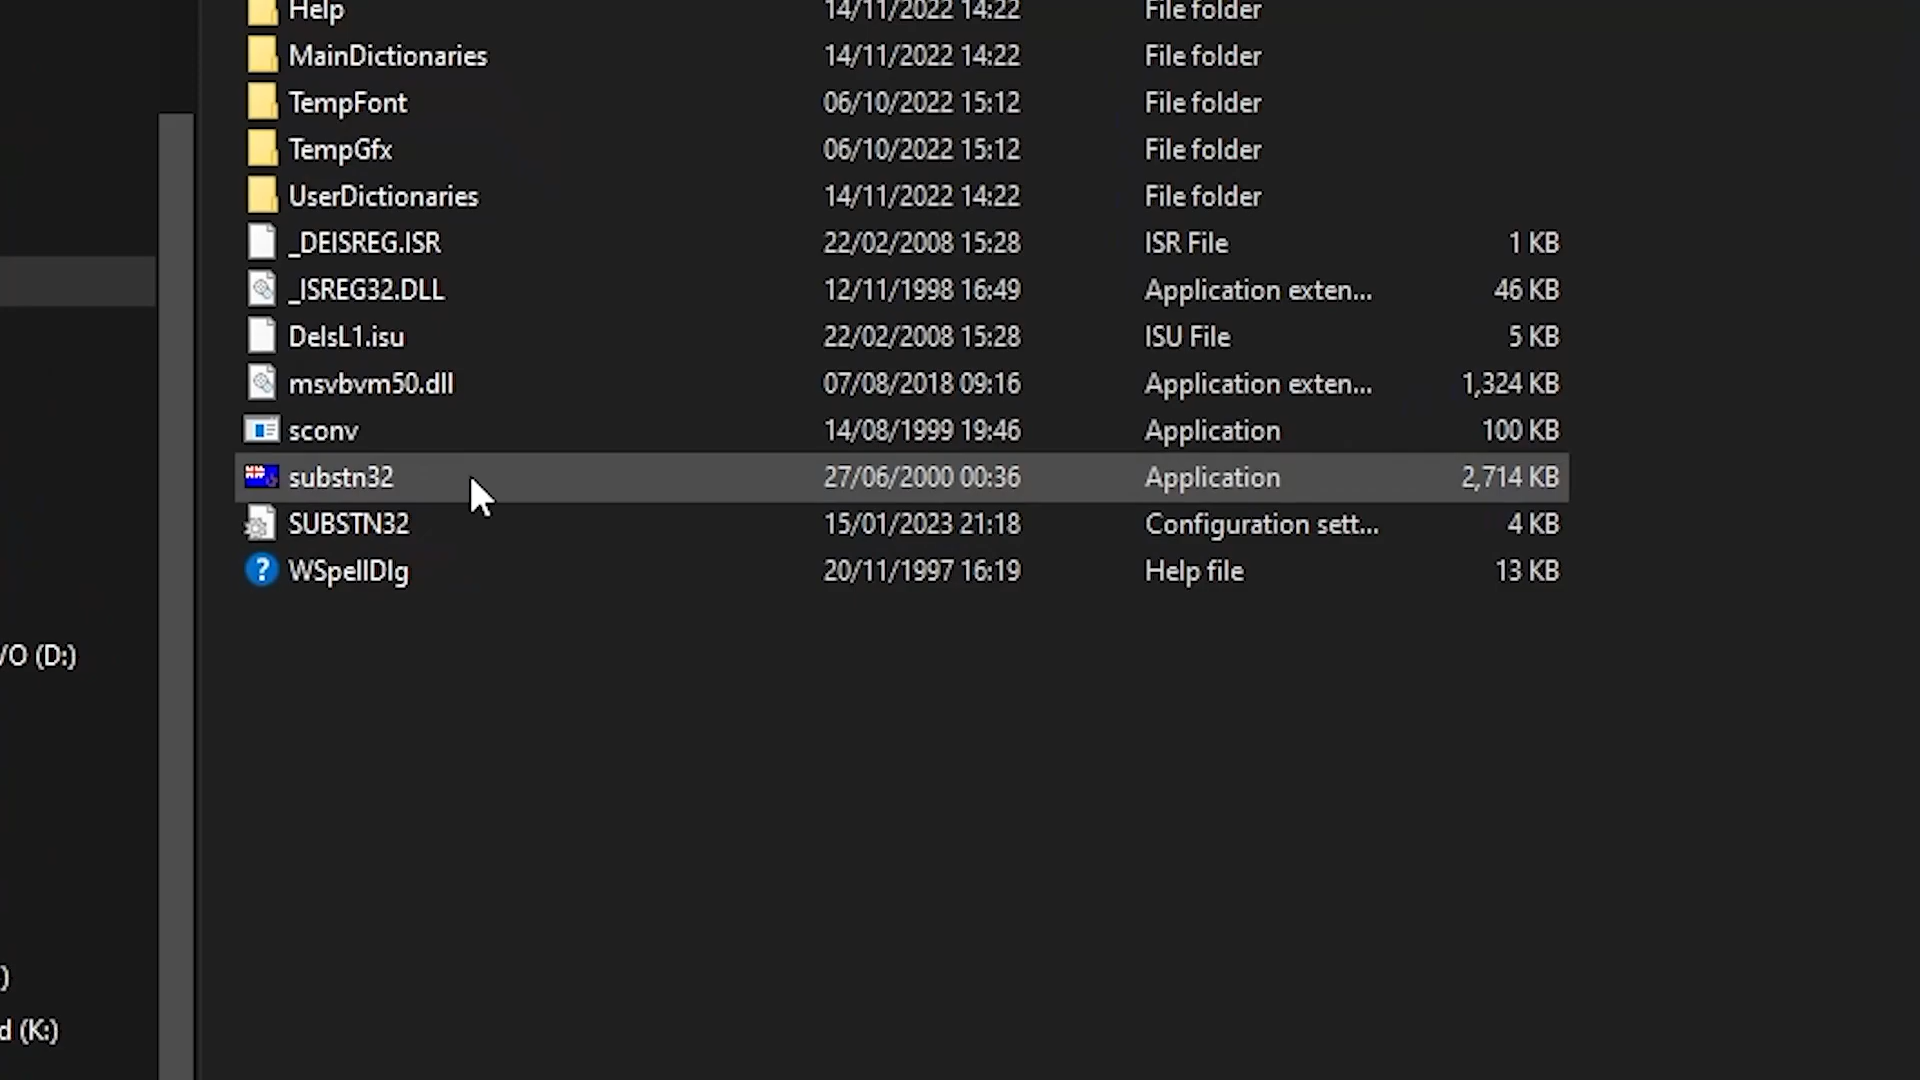 Help 14/11/2022 14:22 File folder
MainDictionaries 14/11/2022 14:22 File folder
TempFont 06/10/2022 15:12 File folder
TempGfx 06/10/2022 15:12 File folder
UserDictionaries 14/11/2022 14:22 File folder
_DEISREG.ISR 22/02/2008 15:28 ISR File 1 KB
_ISREG32.DLL 12/11/1998 16:49 Application exten... 46 KB
DelsL1.isu 22/02/2008 15:28 ISU File 5 KB
msvbvm50.dll 07/08/2018 09:16 Application exten... 1,324 KB
sconv 14/08/1999 19:46 Application 100 KB
substn32 27/06/2000 00:36 Application 2,714 KB
SUBSTN32 15/01/2023 21:18 Configuration sett... 4 KB
WSpellDlg 20/11/1997 16:19 Help file 13 KB
/O (D:)
)
d (K:)